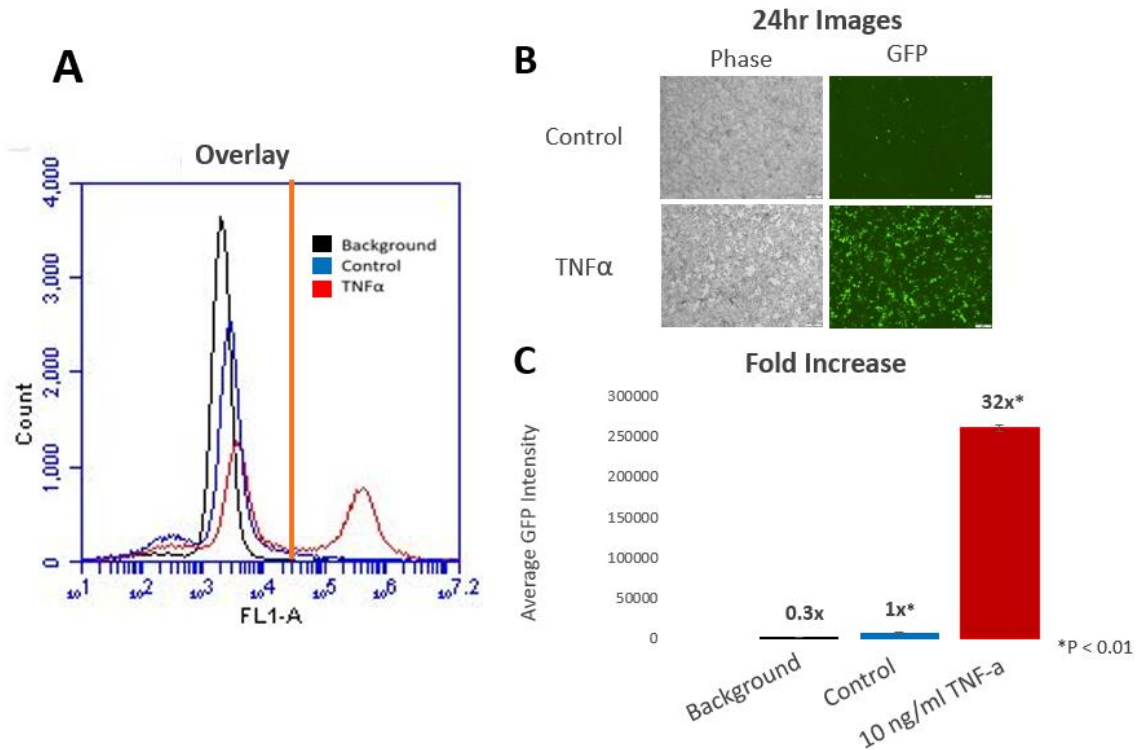 A
Overlay
4,000
3,000
2,000
1,000
0
Count
Background
Control
TNFα
10^1
10^2
10^3
10^4
10^5
10^6
10^7.2
FL1-A
24hr Images
B
Phase GFP
Control
TNFα
C
Fold Increase
300000
250000
200000
150000
100000
50000
0
Average GFP Intensity
0.3x
1x*
32x*
Background
Control
10 ng/ml TNF-a
*P < 0.01